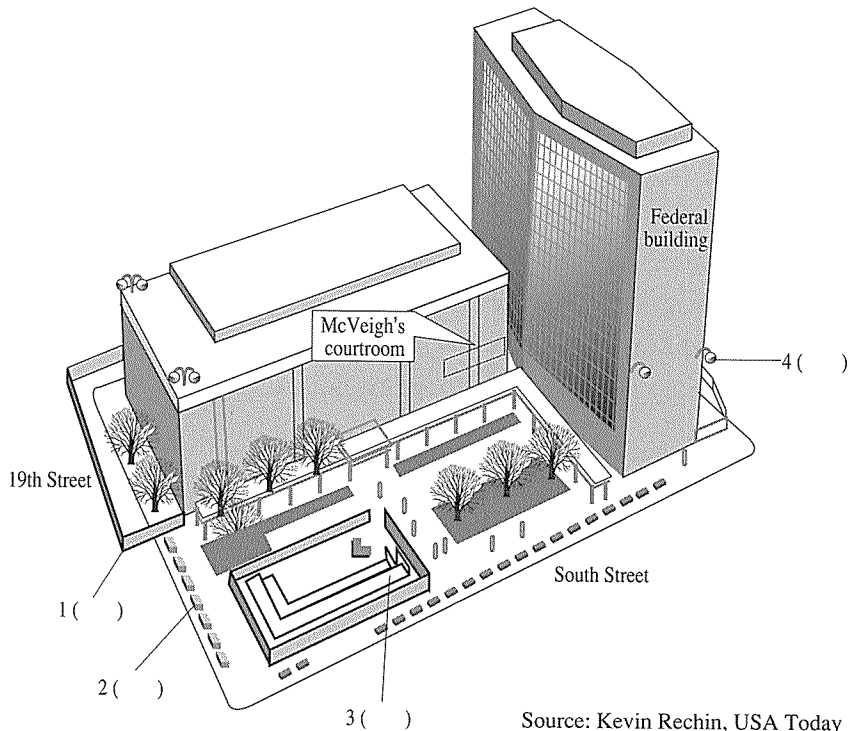 Federal
building
McVeigh's
courtroom
4 ( )
19th Street
South Street
1 ( )
2 ( )
3 ( )
Source: Kevin Rechin, USA Today